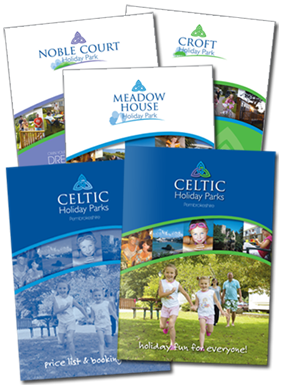 NOBLE COURT
Holiday Park
CROFT
Holiday Park
MEADOW
HOUSE
Holiday Park
CELTIC
Holiday Parks
Pembrokeshire
price list & booking
CELTIC
Holiday Parks
Pembrokeshire
holiday fun for everyone!